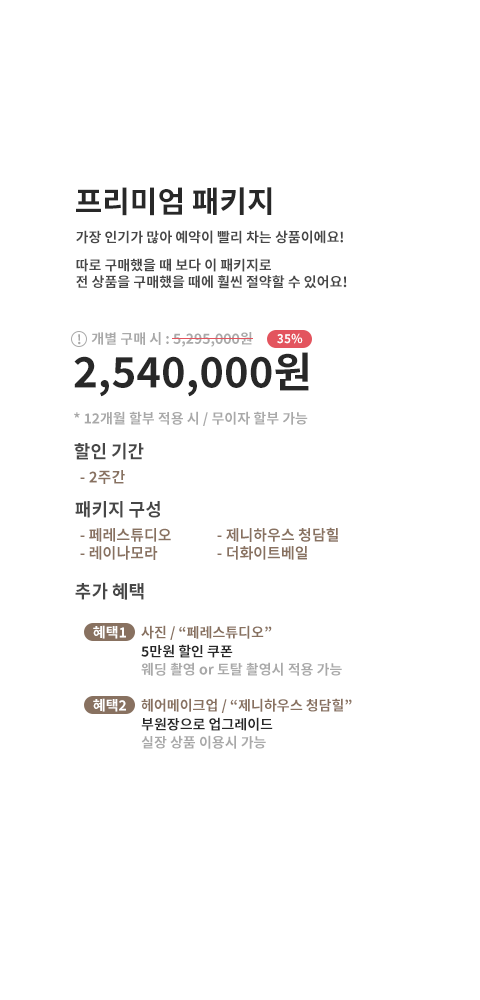 프리미엄 패키지
가장 인기가 많아 예약이 빨리 차는 상품이에요!
따로 구매했을 때 보다 이 패키지로
전 상품을 구매했을 때에 훨씬 절약할 수 있어요!
! 개별 구매 시 : 5,295,000원 35%
2,540,000원
* 12개월 할부 적용 시 / 무이자 할부 가능
할인 기간
- 2주간
패키지 구성
- 페레스튜디오 - 제니하우스 청담힐
- 레이나모라 - 더화이트베일
추가 혜택
혜택1 사진 / “페레스튜디오”
5만원 할인 쿠폰
웨딩 촬영 or 토탈 촬영시 적용 가능
혜택2 헤어메이크업 / “제니하우스 청담힐”
부원장으로 업그레이드
실장 상품 이용시 가능